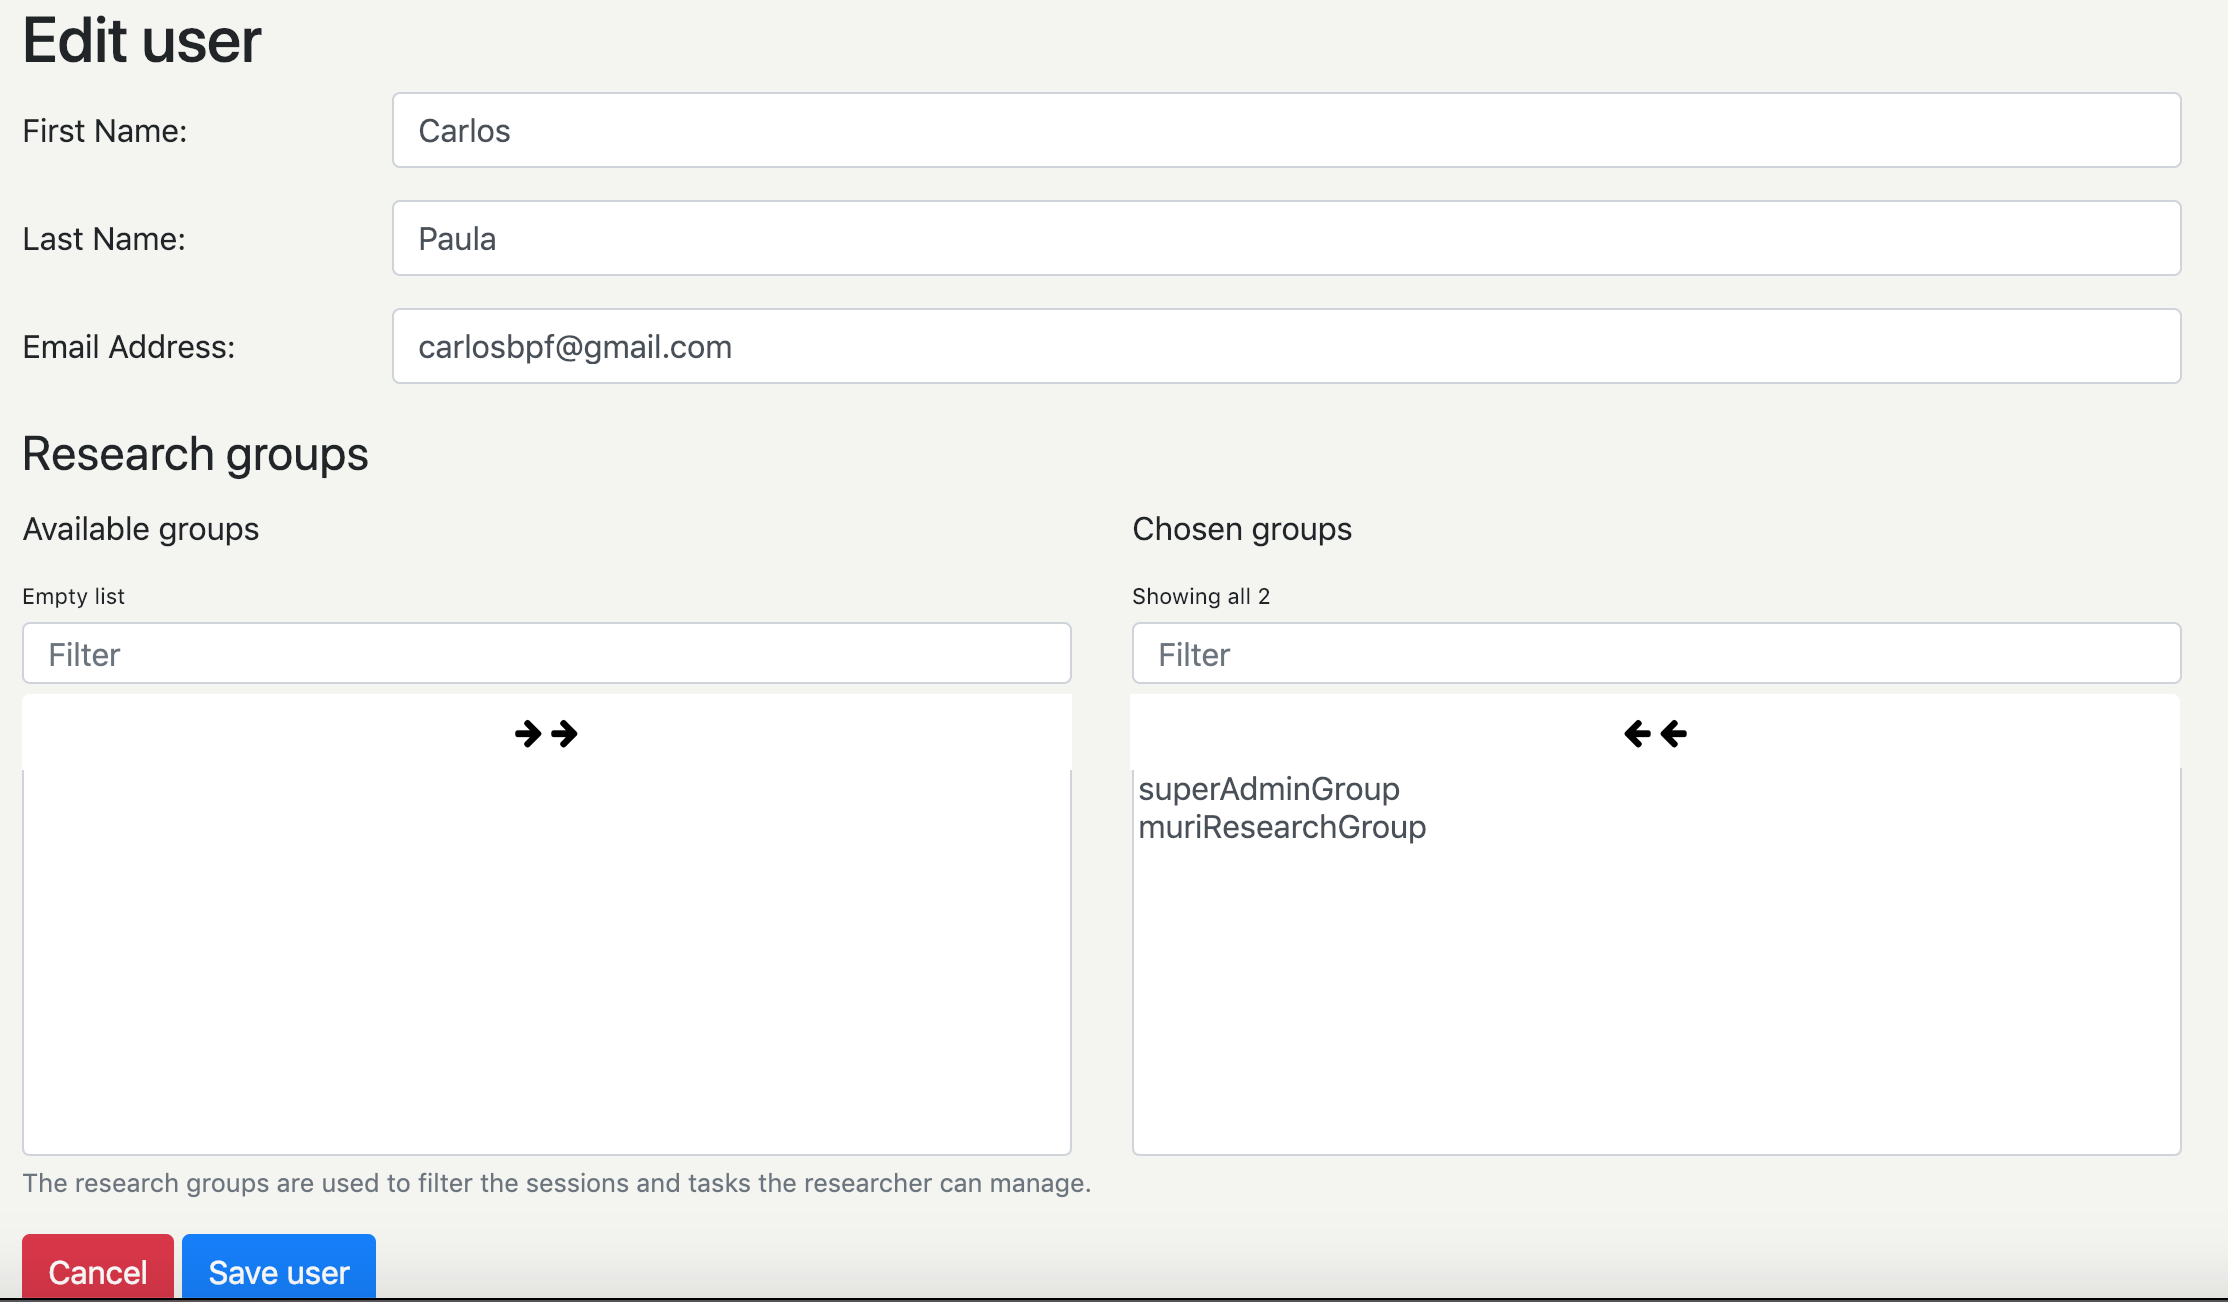 Edit user
First Name:
Carlos
Last Name:
Paula
Email Address:
carlosbpf@gmail.com
Research groups
Available groups
Empty list
Filter
Chosen groups
Showing all 2
Filter
superAdminGroup
muriResearchGroup
The research groups are used to filter the sessions and tasks the researcher can manage.
Cancel
Save user